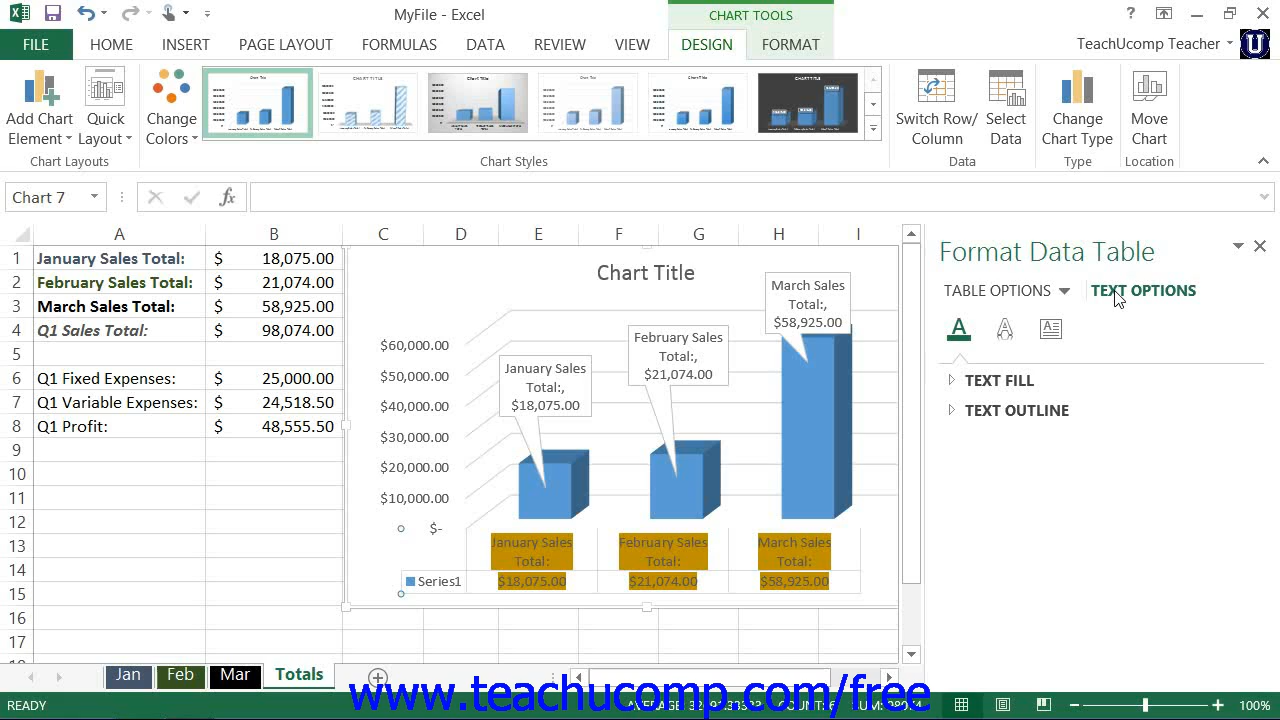 MyFile - Excel
CHART TOOLS
?
FILE HOME INSERT PAGE LAYOUT FORMULAS DATA REVIEW VIEW DESIGN FORMAT TeachUcomp Teacher
Add Chart Element
Quick Layout
Change Colors
Switch Row/ Column
Select Data
Change Chart Type
Move Chart
Chart Layouts Chart Styles Data Type Location
Chart 7 fx
A B C D E F G H I
1 January Sales Total: $ 18,075.00
2 February Sales Total: $ 21,074.00
3 March Sales Total: $ 58,925.00
4 Q1 Sales Total: $ 98,074.00
5
6 Q1 Fixed Expenses: $ 25,000.00
7 Q1 Variable Expenses: $ 24,518.50
8 Q1 Profit: $ 48,555.50
9
10
11
12
13
14
15
16
17
Chart Title
$60,000.00
$50,000.00
$40,000.00
$30,000.00
$20,000.00
$10,000.00
$-
January Sales
Total:,
$18,075.00
February Sales
Total:,
$21,074.00
March Sales
Total:,
$58,925.00
January Sales Total: February Sales Total: March Sales Total:
Series1 $18,075.00 $21,074.00 $58,925.00
Format Data Table
TABLE OPTIONS TEXT OPTIONS
TEXT FILL
TEXT OUTLINE
Jan Feb Mar Totals
www.teachucomp.com/free
READY 100%